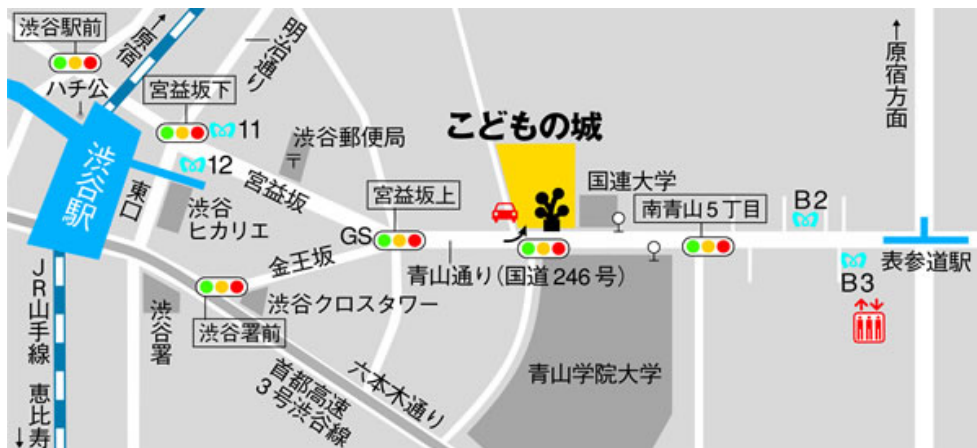 渋谷駅前
ハチ公
↑原宿
明治通り
宮益坂下
11
12
渋谷郵便局
〒
宮益坂
渋谷駅
東口
渋谷
ヒカリエ
GS
宮益坂上
金王坂
こどもの城
国連大学
南青山5丁目
青山通り(国道246号)
B2
B3
↑原宿方面
表参道駅
渋谷署
渋谷署前
渋谷クロスタワー
首都高速
3号渋谷線
六本木通り
青山学院大学
JR山手線
恵比寿↓